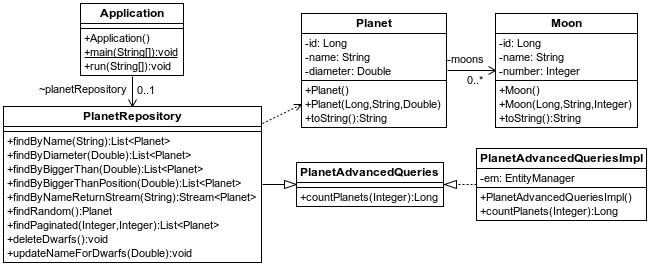 Application
+Application()
+main(String[]):void
+run(String[]):void
~planetRepository
0..1
PlanetRepository
+findByName(String):List<Planet>
+findByDiameter(Double):List<Planet>
+findByBiggerThan(Double):List<Planet>
+findByBiggerThanPosition(Double):List<Planet>
+findByNameReturnStream(String):Stream<Planet>
+findRandom():Planet
+findPaginated(Integer,Integer):List<Planet>
+deleteDwarfs():void
+updateNameForDwarfs(Double):void
Planet
-id: Long
-name: String
-diameter: Double
+Planet()
+Planet(Long,String,Double)
+toString():String
-moons
0..*
Moon
-id: Long
-name: String
-number: Integer
+Moon()
+Moon(Long,String,Integer)
+toString():String
PlanetAdvancedQueries
+countPlanets(Integer):Long
PlanetAdvancedQueriesImpl
-em: EntityManager
+PlanetAdvancedQueriesImpl()
+countPlanets(Integer):Long